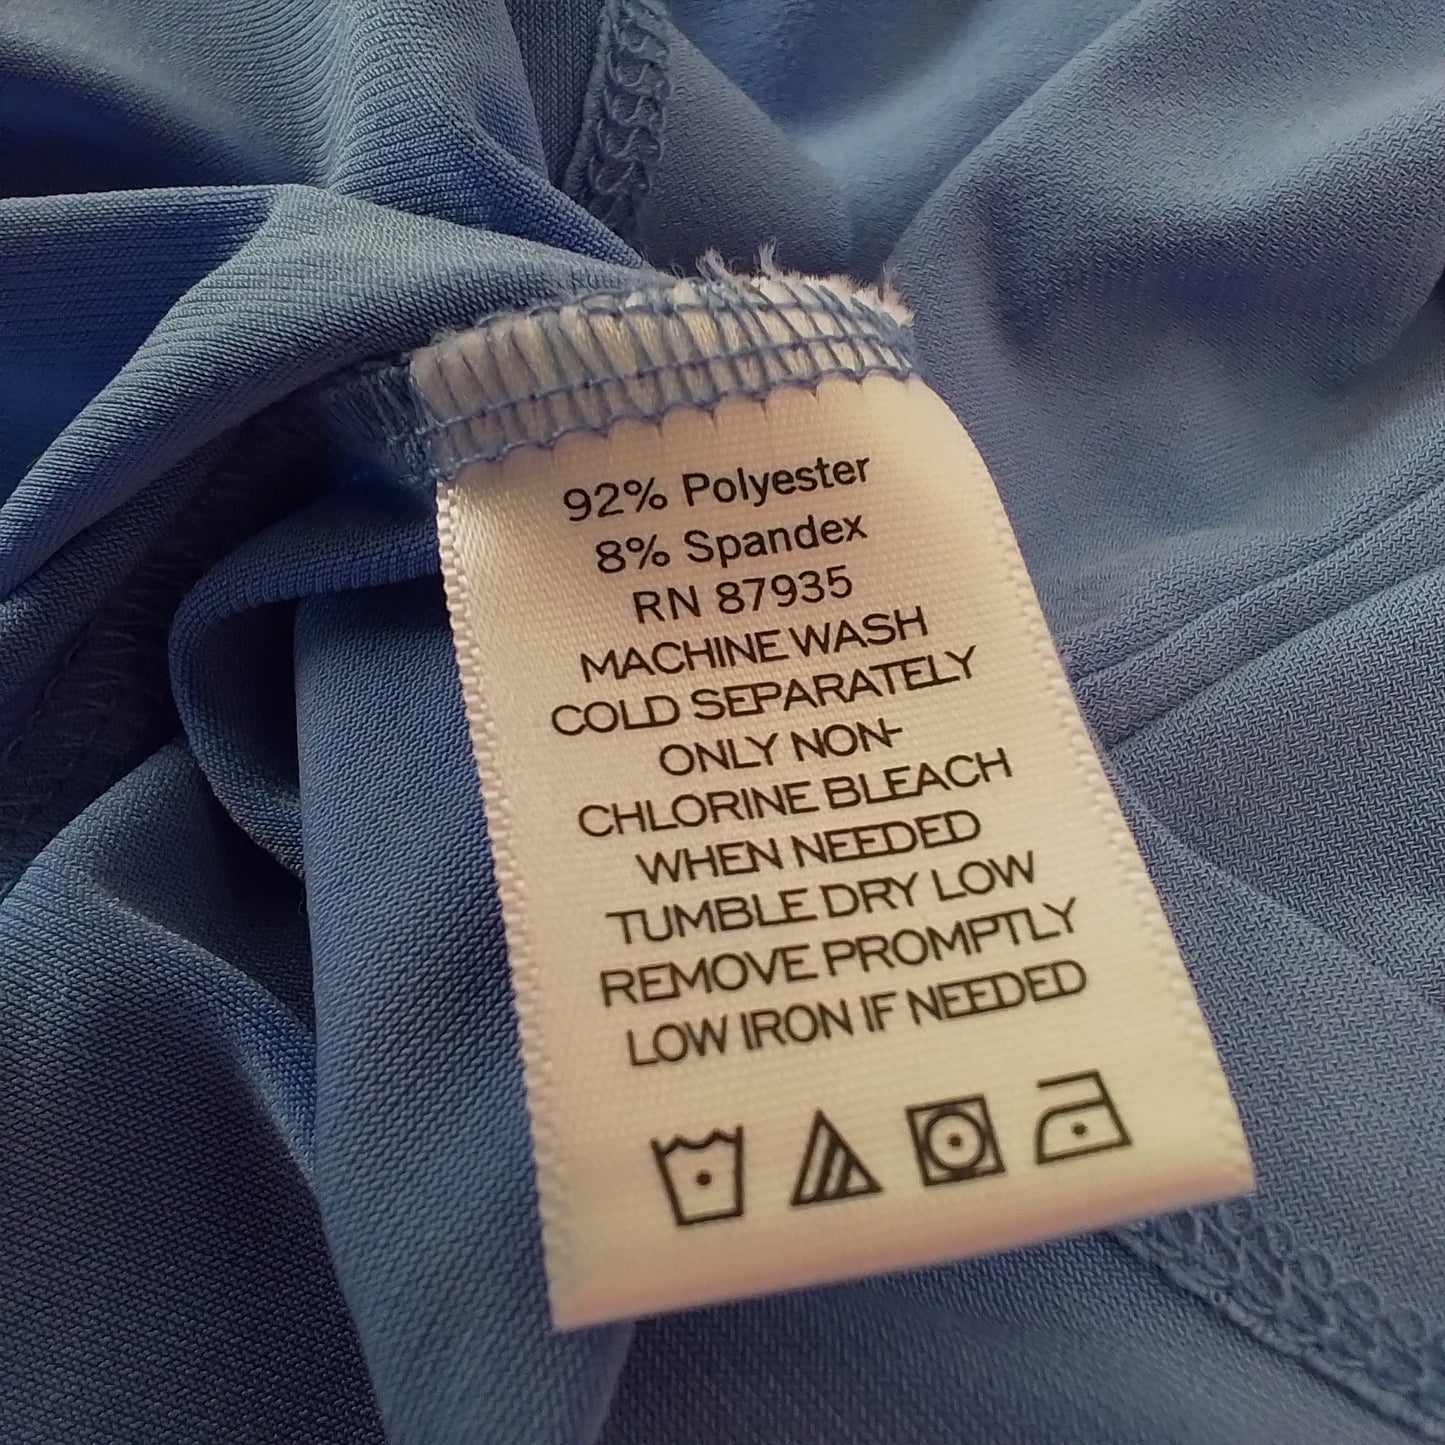 92% Polyester
8% Spandex
RN 87935
MACHINE WASH
COLD SEPARATELY
ONLY NON-
CHLORINE BLEACH
WHEN NEEDED
TUMBLE DRY LOW
REMOVE PROMPTLY
LOW IRON IF NEEDED